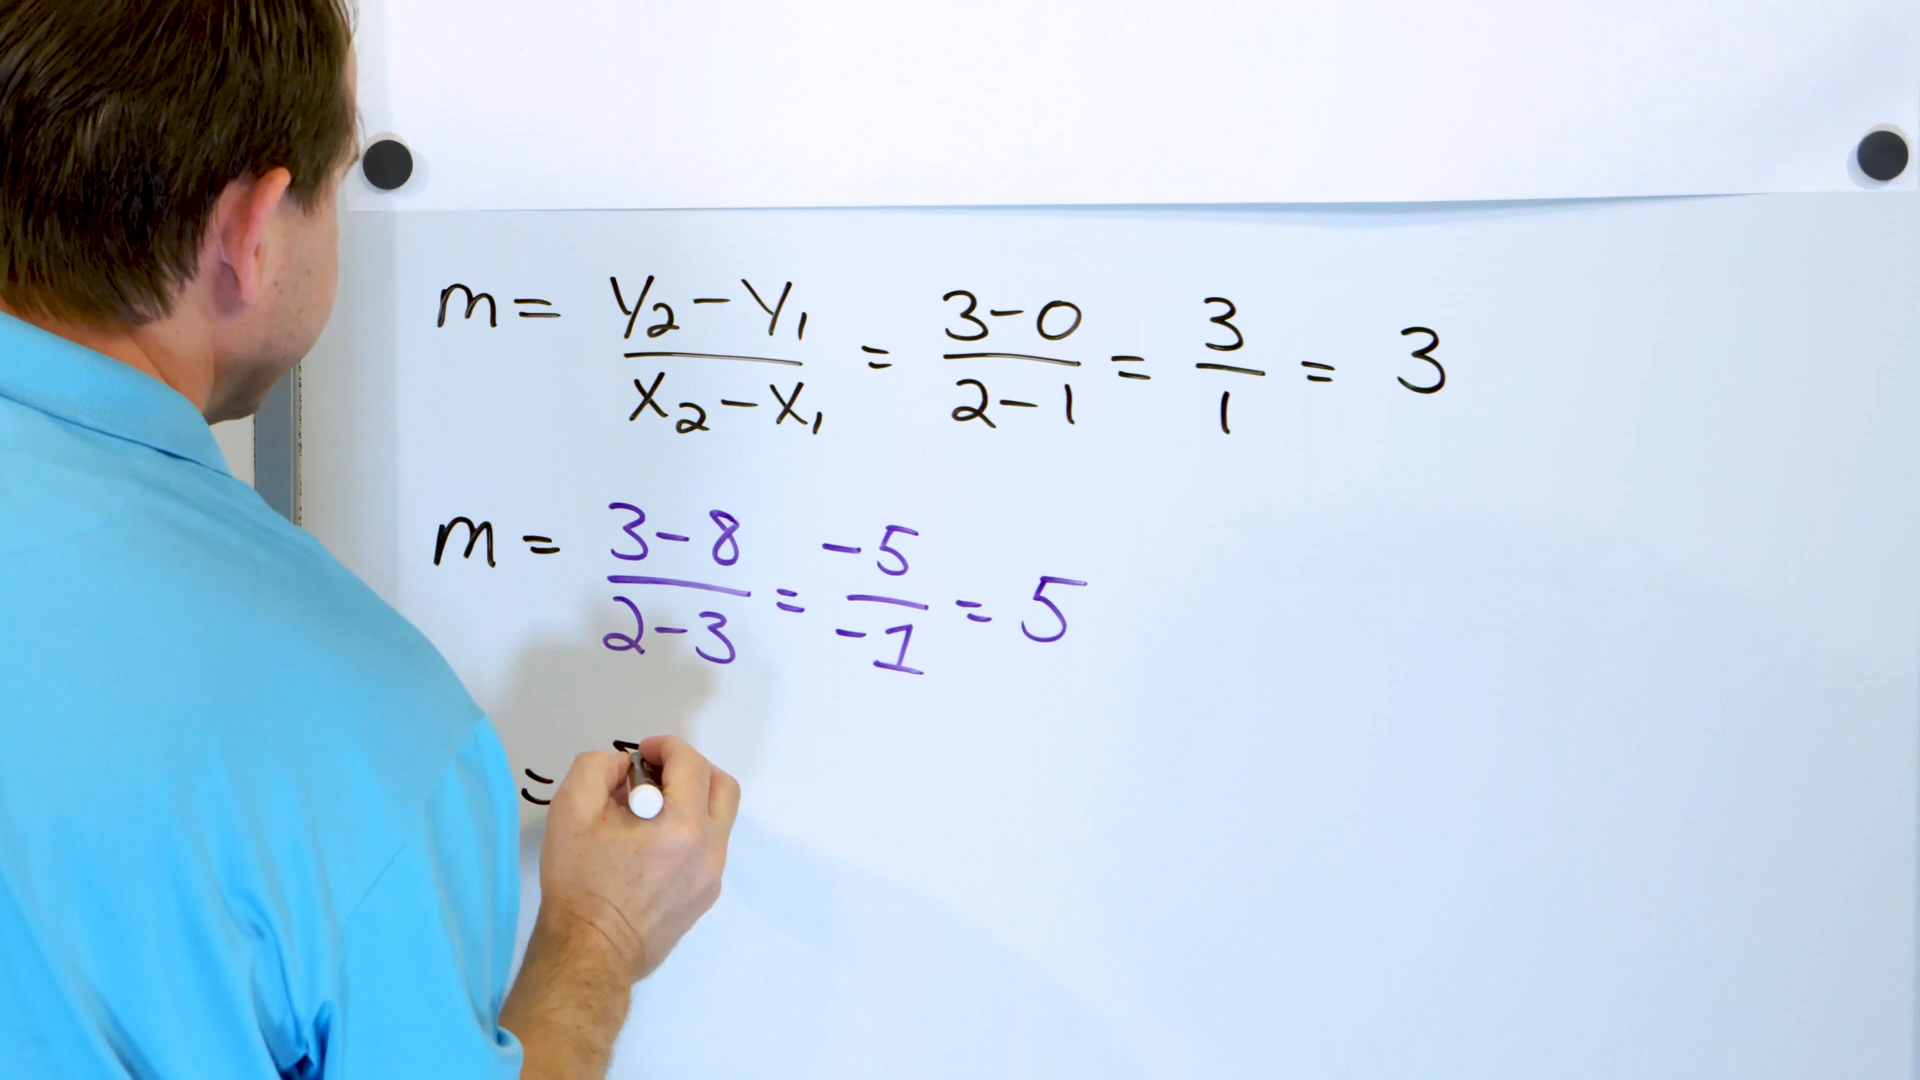 m = y₂ - y₁ / x₂ - x₁ = 3 - 0 / 2 - 1 = 3 / 1 = 3
m = 3 - 8 / 2 - 3 = -5 / -1 = 5
=